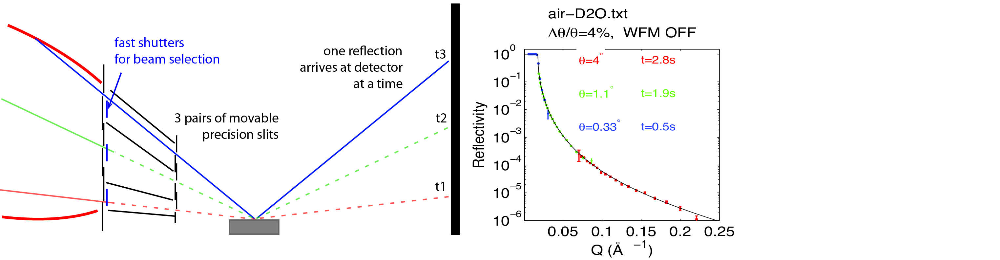 fast shutters
for beam selection
3 pairs of movable
precision slits
one reflection
arrives at detector
at a time
t3
t2
t1
air−D2O.txt
Δθ/θ=4%, WFM OFF
θ=4° t=2.8s
θ=1.1° t=1.9s
θ=0.33° t=0.5s
Reflectivity
10⁰
10⁻¹
10⁻²
10⁻³
10⁻⁴
10⁻⁵
10⁻⁶
0.05 0.1 0.15 0.2 0.25
Q (Å ⁻¹)